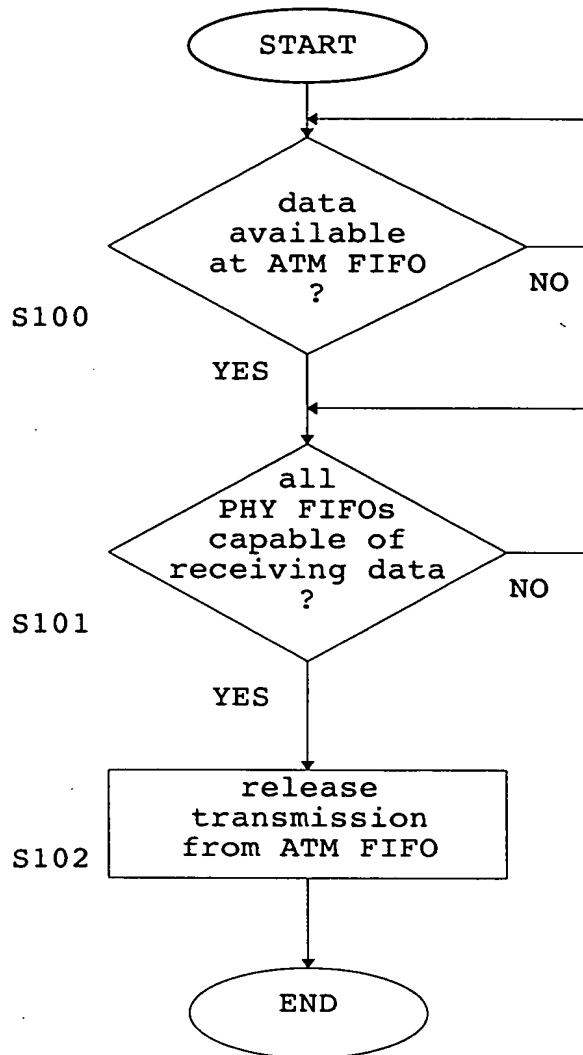 START
data
available
at ATM FIFO
?
NO
S100
YES
all
PHY FIFOs
capable of
receiving data
?
NO
S101
YES
release
transmission
from ATM FIFO
S102
END